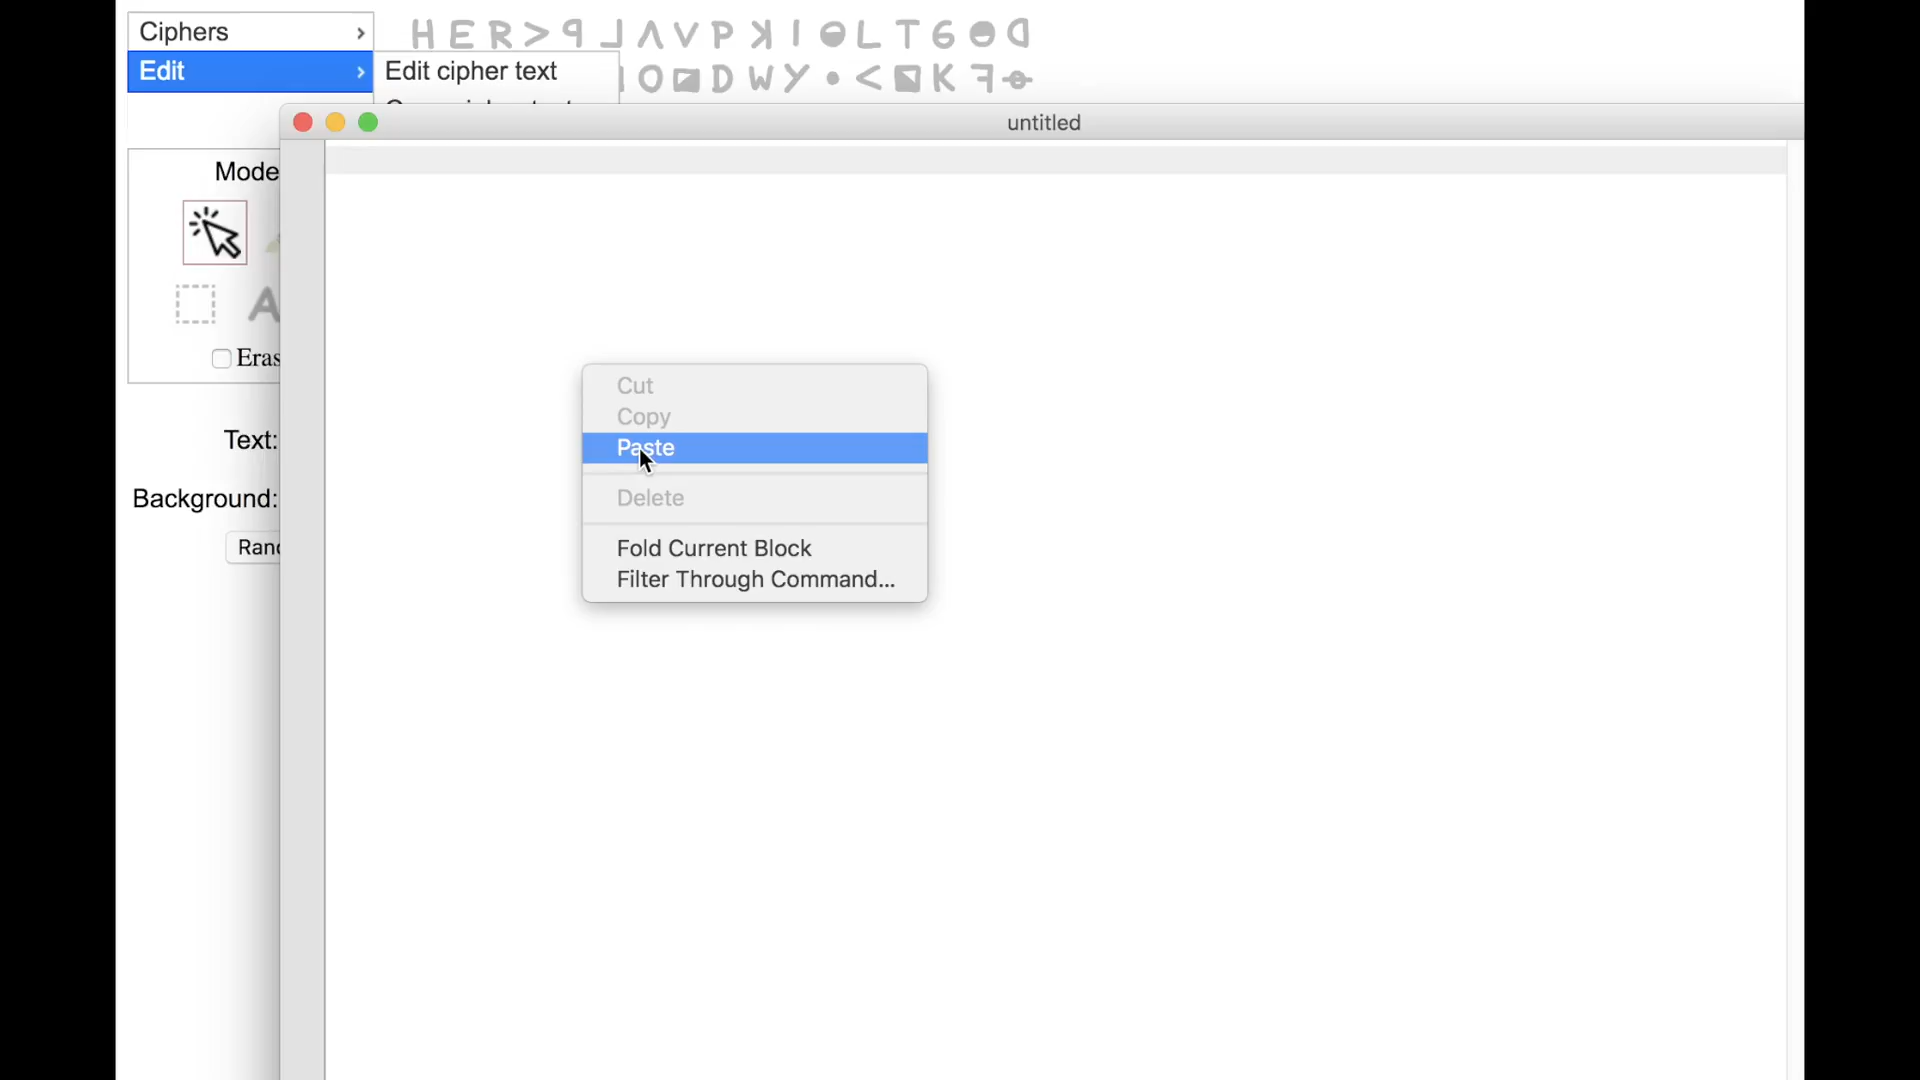 Ciphers
Edit
Edit cipher text
untitled
Mode
Eras
Text:
Background:
Ranc
Cut
Copy
Paste
Delete
Fold Current Block
Filter Through Command...